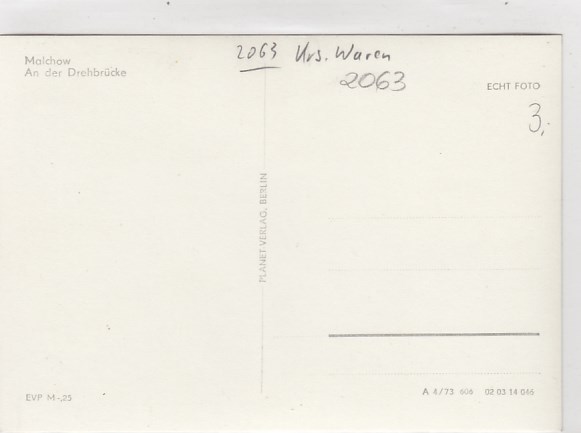 Malchow
An der Drehbrücke
2063 Krs. Waren
2063
ECHT FOTO
3,-
PLANET-VERLAG, BERLIN
EVP M -,25
A 4/73 606 02 03 14 046